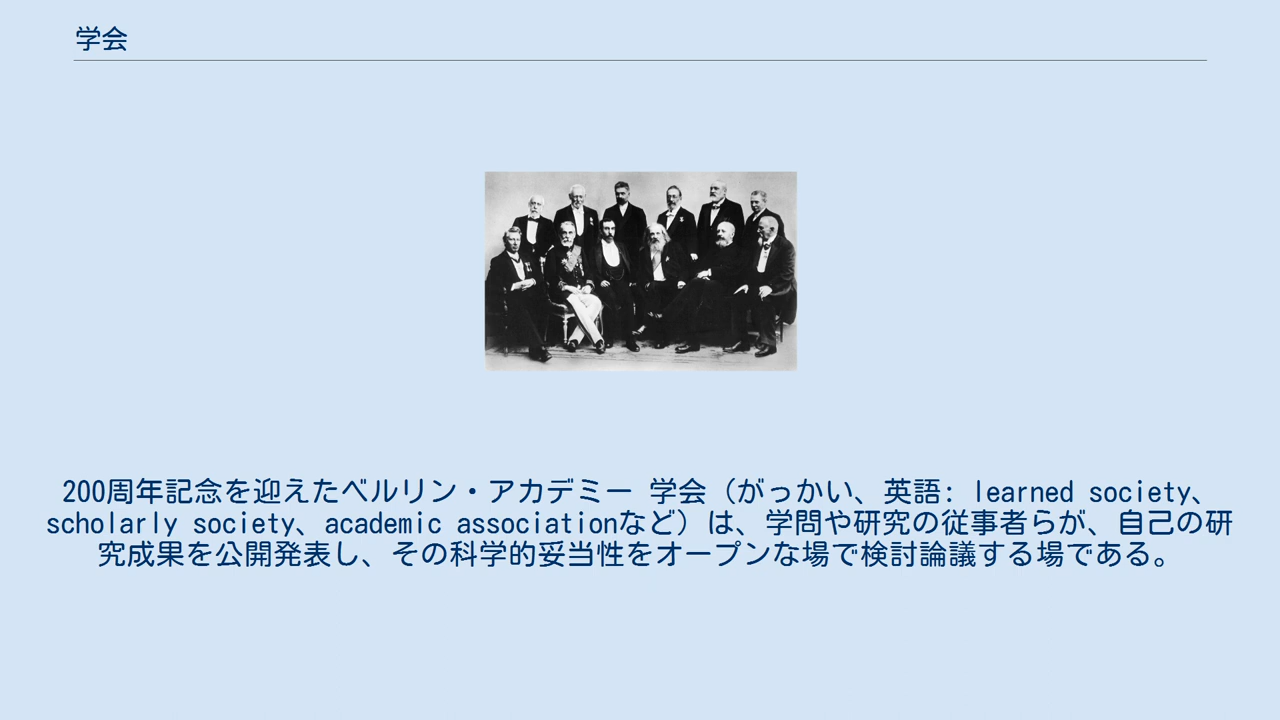 学会
200周年記念を迎えたベルリン・アカデミー 学会（がっかい、英語: learned society、
scholarly society、academic associationなど）は、学問や研究の従事者らが、自己の研
究成果を公開発表し、その科学的妥当性をオープンな場で検討論議する場である。